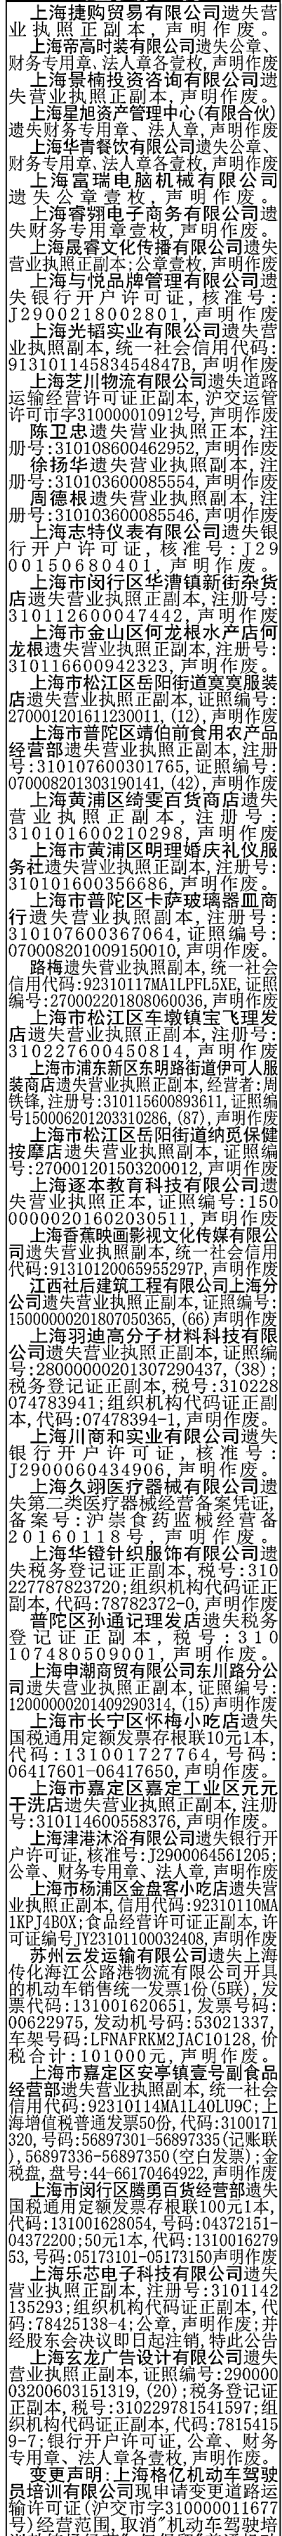 上海捷购贸易有限公司遗失营
业执照正副本,声明作废。
上海帝高时装有限公司遗失公章、
财务专用章、法人章各壹枚,声明作废
上海景楠投资咨询有限公司遗
失营业执照正副本,声明作废。
上海星旭资产管理中心(有限合伙)
遗失财务专用章、法人章,声明作废
上海华青餐饮有限公司遗失公章、
财务专用章、法人章各壹枚,声明作废
上海富瑞电脑机械有限公司
遗失公章壹枚,声明作废。
上海睿翙电子商务有限公司遗
失财务专用章壹枚,声明作废。
上海晟睿文化传播有限公司遗失
营业执照正副本;公章壹枚,声明作废
上海与悦品牌管理有限公司遗
失银行开户许可证,核准号:
J2900218002801,声明作废
上海光韬实业有限公司遗失营
业执照副本,统一社会信用代码:
91310114583454847B,声明作废
上海芝川物流有限公司遗失道路
运输经营许可证正副本,沪交运管
许可市字310000010912号,声明作废
陈卫忠遗失营业执照正本,注
册号:310108600462952,声明作废
徐扬华遗失营业执照副本,注
册号:310103600085554,声明作废
周德根遗失营业执照副本,注
册号:310103600085546,声明作废
上海志特仪表有限公司遗失银
行开户许可证,核准号:J29
00150680401,声明作废。
上海市闵行区华漕镇新街杂货
店遗失营业执照正副本,注册号:
310112600047442,声明作废
上海市金山区何龙根水产店何
龙根遗失营业执照正副本,注册号:
310116600942323,声明作废。
上海市松江区岳阳街道寞寞服装
店遗失营业执照正副本,证照编号:
27000120161123​0011,(12),声明作废
上海市普陀区靖伯前食用农产品
经营部遗失营业执照正副本,注册
号:310107600301765,证照编号:
07000820130319​0141,(42),声明作废
上海黄浦区绮雯百货商店遗失
营业执照正副本,注册号:
310101600210298,声明作废
上海市黄浦区明理婚庆礼仪服
务社遗失营业执照正副本,注册号:
310101600356686,声明作废。
上海市普陀区卡萨玻璃器皿商
行遗失营业执照正副本,注册号:
310107600367064,证照编号:
070008201009150010,声明作废。
路梅遗失营业执照副本,统一社会
信用代码:92310117MA1LPFL5XE,证照
编号:270002201808060036,声明作废
上海市松江区车墩镇宝飞理发
店遗失营业执照正副本,注册号:
310227600450814,声明作废
上海市浦东新区东明路街道伊可人服
装商店遗失营业执照正副本,经营者:周
铁锋,注册号:310115600893611,证照编
号150006201203310286,(87),声明作废
上海市松江区岳阳街道纳觅保健
按摩店遗失营业执照副本,证照编
号:270001201503200012,声明作废
上海逐本教育科技有限公司遗
失营业执照正本,证照编号:150
00000201602030511,声明作废
上海香蕉映画影视文化传媒有限公
司遗失营业执照副本,统一社会信用
代码:91310120065955297P,声明作废
江西社后建筑工程有限公司上海分
公司遗失营业执照正副本,证照编号:
15000000201807050365,(66)声明作废
上海羽迪高分子材料科技有限
公司遗失营业执照正副本,证照编
号:28000000201307290437,(38);
税务登记证正副本,税号:310228
074783941;组织机构代码证正副
本,代码:07478394-1,声明作废。
上海川商和实业有限公司遗失
银行开户许可证,核准号:
J2900060434906,声明作废。
上海久翊医疗器械有限公司遗
失第二类医疗器械经营备案凭证,
备案号:沪崇食药监械经营备
20160118号,声明作废。
上海华镫针织服饰有限公司遗
失税务登记证正副本,税号:310
227787823720;组织机构代码证正
副本,代码:78782372-0,声明作废
普陀区孙通记理发店遗失税务
登记证正副本,税号:310
107480509001,声明作废。
上海申潮商贸有限公司东川路分公
司遗失营业执照正副本,证照编号:
12000000201409290314,(15)声明作废
上海市长宁区怀梅小吃店遗失
国税通用定额发票存根联10元1本,
代码:131001727764,号码:
06417601-06417650,声明作废。
上海市嘉定区嘉定工业区元元
干洗店遗失营业执照正副本,注册
号:310114600558376,声明作废。
上海津港沐浴有限公司遗失银行开
户许可证,核准号:J2900064561205;
公章、财务专用章、法人章,声明作废
上海市杨浦区金盘客小吃店遗失营
业执照正副本,信用代码:92310110MA
1KPJ4B0X;食品经营许可证正副本,许
可证编号JY23101100032408,声明作废
苏州云发运输有限公司遗失上海
传化海江公路港物流有限公司开具
的机动车销售统一发票1份(5联),发
票代码:131001620651,发票号码:
00622975,发动机号码:53021337,
车架号码:LFNAFRKM2JAC10128,价
税合计:101000元,声明作废。
上海市嘉定区安亭镇壹号副食品
经营部遗失营业执照正副本,统一社会
信用代码:92310114MA1L40LU9C;上
海增值税普通发票50份,代码:3100171
320,号码:56897301-56897335(记账联
),56897336-56897350(空白发票);金
税盘,盘号:44-66170464922,声明作废
上海市闵行区腾勇百货经营部遗失
国税通用定额发票存根联100元1本,
代码:131001628054,号码:04372151-
04372200;50元1本,代码:1310016279
53,号码:05173101-05173150声明作废
上海乐芯电子科技有限公司遗失
营业执照正副本,注册号:3101142
135293;组织机构代码证正副本,代
码:78425138-4;公章,声明作废;并
经股东会决议即日起注销,特此公告
上海玄龙广告设计有限公司遗失
营业执照正副本,证照编号:290000
03200603151319,(20);税务登记证
正副本,税号:310229781541597;组
织机构代码证正副本,代码:7815415
9-7;银行开户许可证,公章、财务
专用章、法人章各壹枚,声明作废。
变更声明:上海格亿机动车驾驶
员培训有限公司现申请变更道路运
输许可证(沪交市字310000011677
号)经营范围,取消"机动车驾驶培